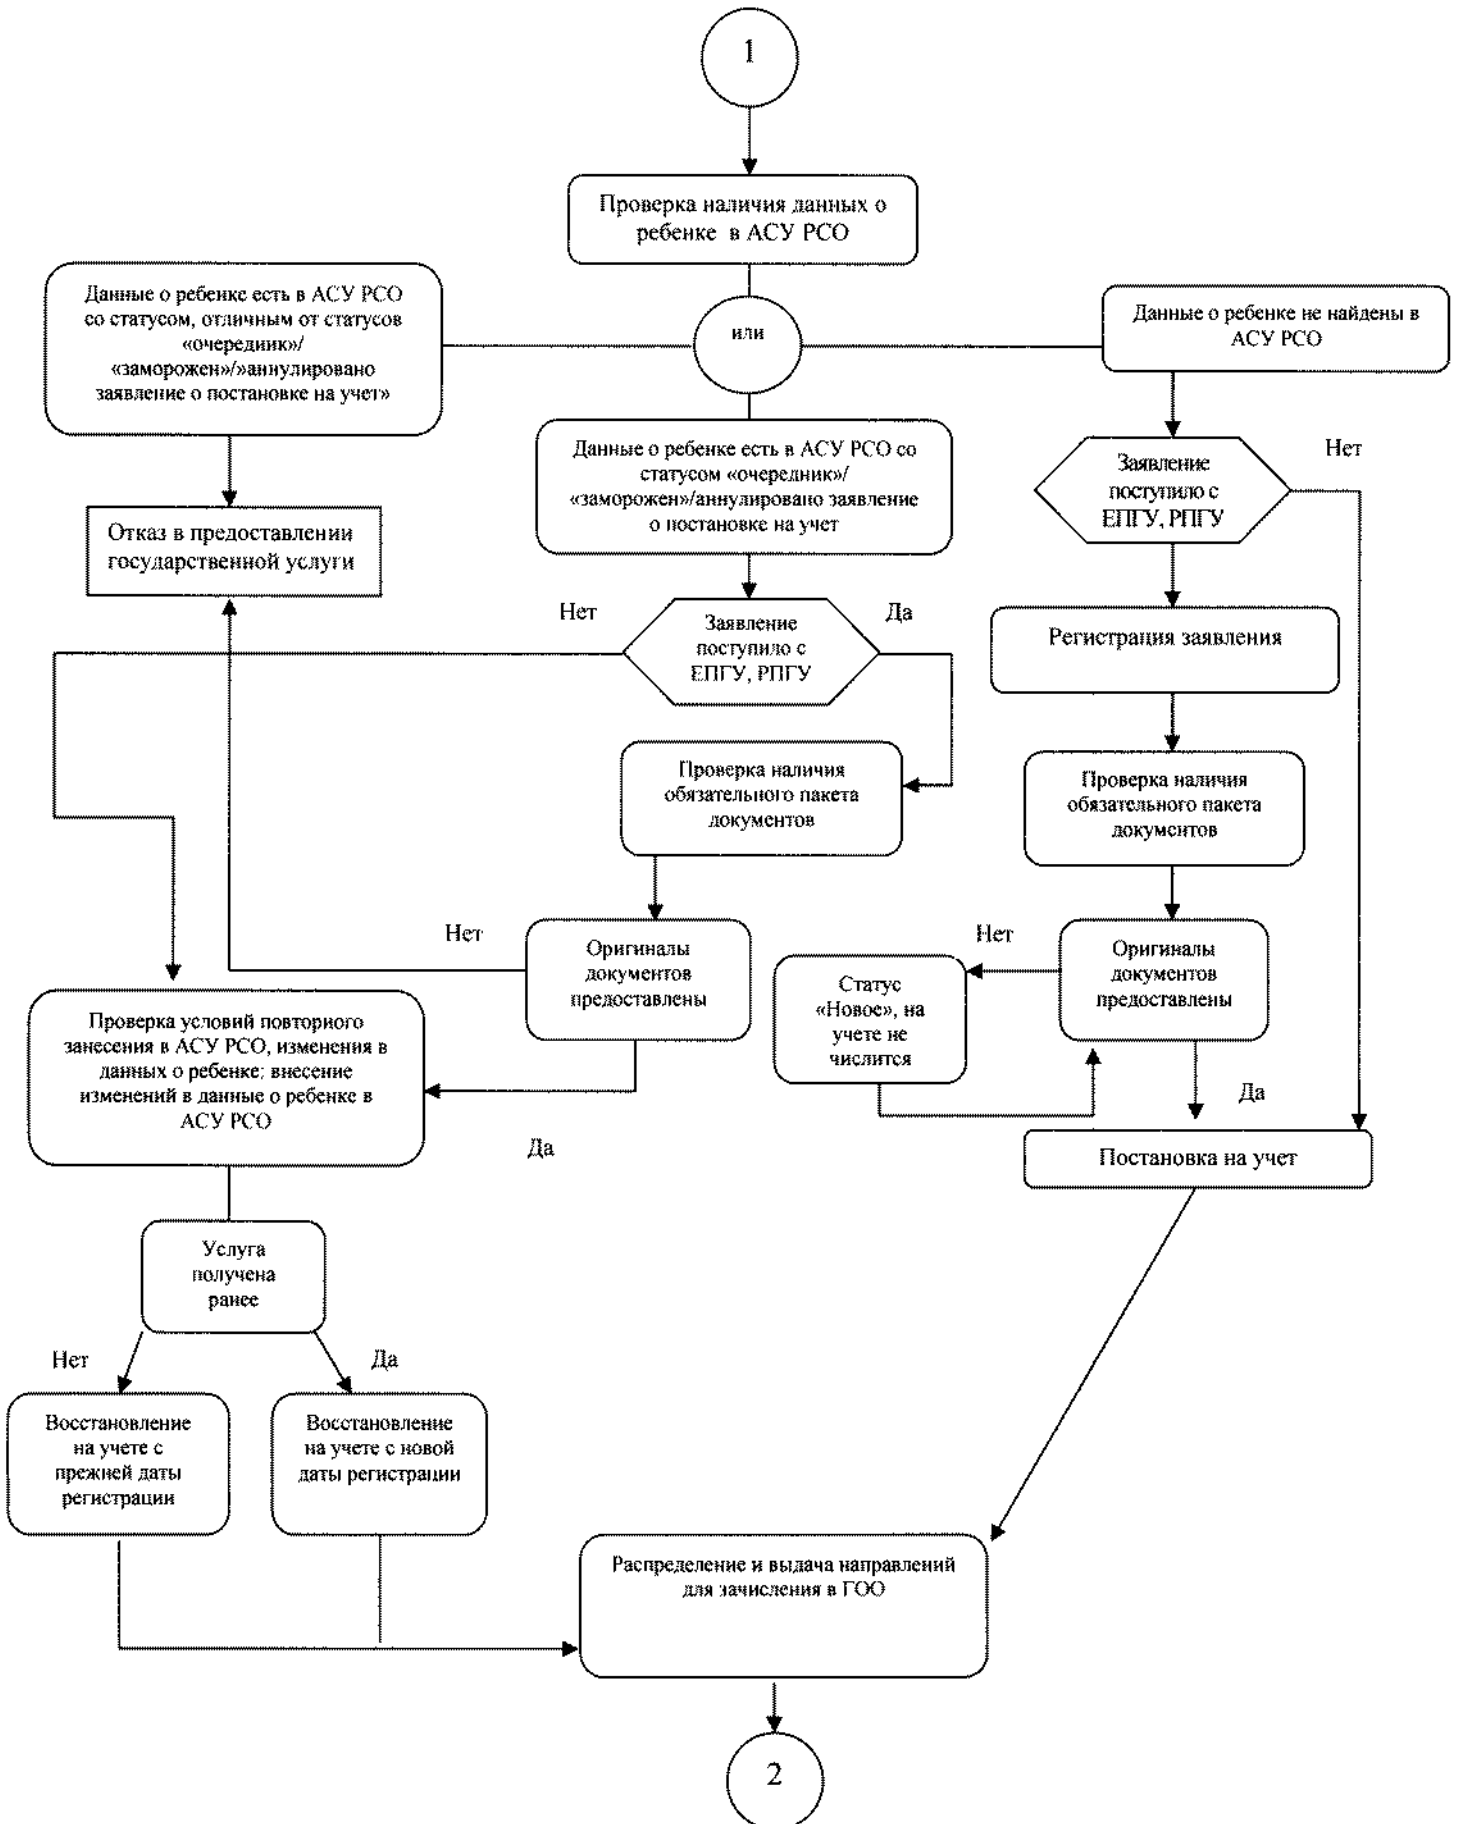 1
Проверка наличия данных о
ребенке в АСУ РСО
Данные о ребенке есть в АСУ РСО
со статусом, отличным от статусов
«очередник»/
«заморожен»/»аннулировано
заявление о постановке на учет»
или
Данные о ребенке не найдены в
АСУ РСО
Данные о ребенке есть в АСУ РСО со
статусом «очередник»/
«заморожен»/аннулировано заявление
о постановке на учет
Заявление
поступило с
ЕПГУ, РПГУ
Нет
Отказ в предоставлении
государственной услуги
Нет
Заявление
поступило с
ЕПГУ, РПГУ
Да
Регистрация заявления
Проверка наличия
обязательного пакета
документов
Проверка наличия
обязательного пакета
документов
Нет
Оригиналы
документов
предоставлены
Нет
Оригиналы
документов
предоставлены
Статус
«Новое», на
учете не
числится
Проверка условий повторного
занесения в АСУ РСО, изменения в
данных о ребенке; внесение
изменений в данные о ребенке в
АСУ РСО
Да
Да
Постановка на учет
Услуга
получена
ранее
Нет
Да
Восстановление
на учете с
прежней даты
регистрации
Восстановление
на учете с новой
даты регистрации
Распределение и выдача направлений
для зачисления в ГОО
2